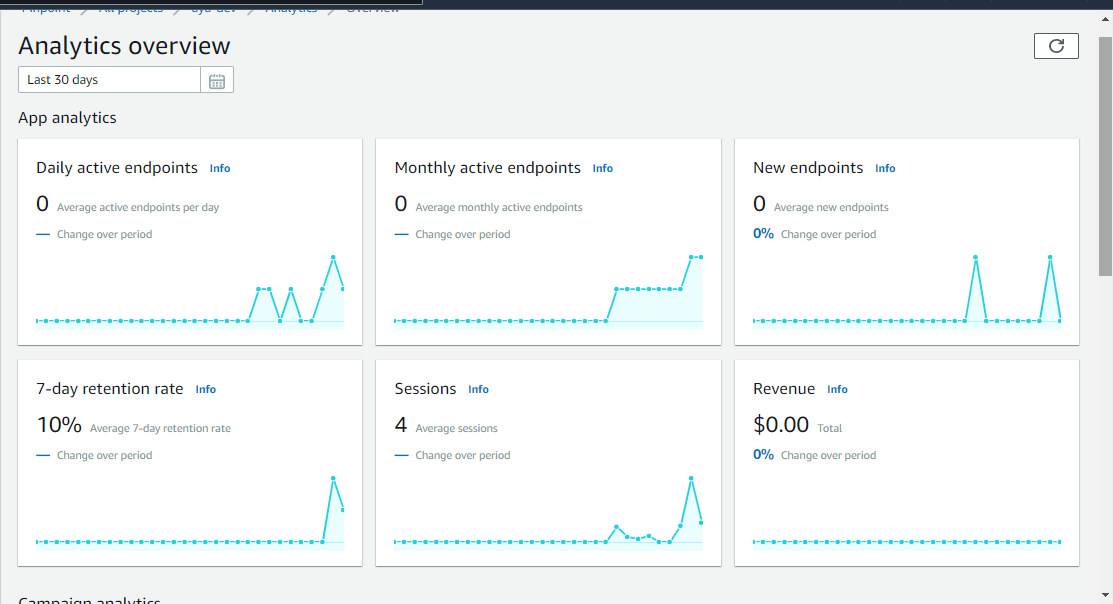 Pinpoint All projects Analytics Overview
Analytics overview
Last 30 days
App analytics
Daily active endpoints Info
0 Average active endpoints per day
— Change over period
Monthly active endpoints Info
0 Average monthly active endpoints
— Change over period
New endpoints Info
0 Average new endpoints
0% Change over period
7-day retention rate Info
10% Average 7-day retention rate
— Change over period
Sessions Info
4 Average sessions
— Change over period
Revenue Info
$0.00 Total
0% Change over period
Campaign analytics